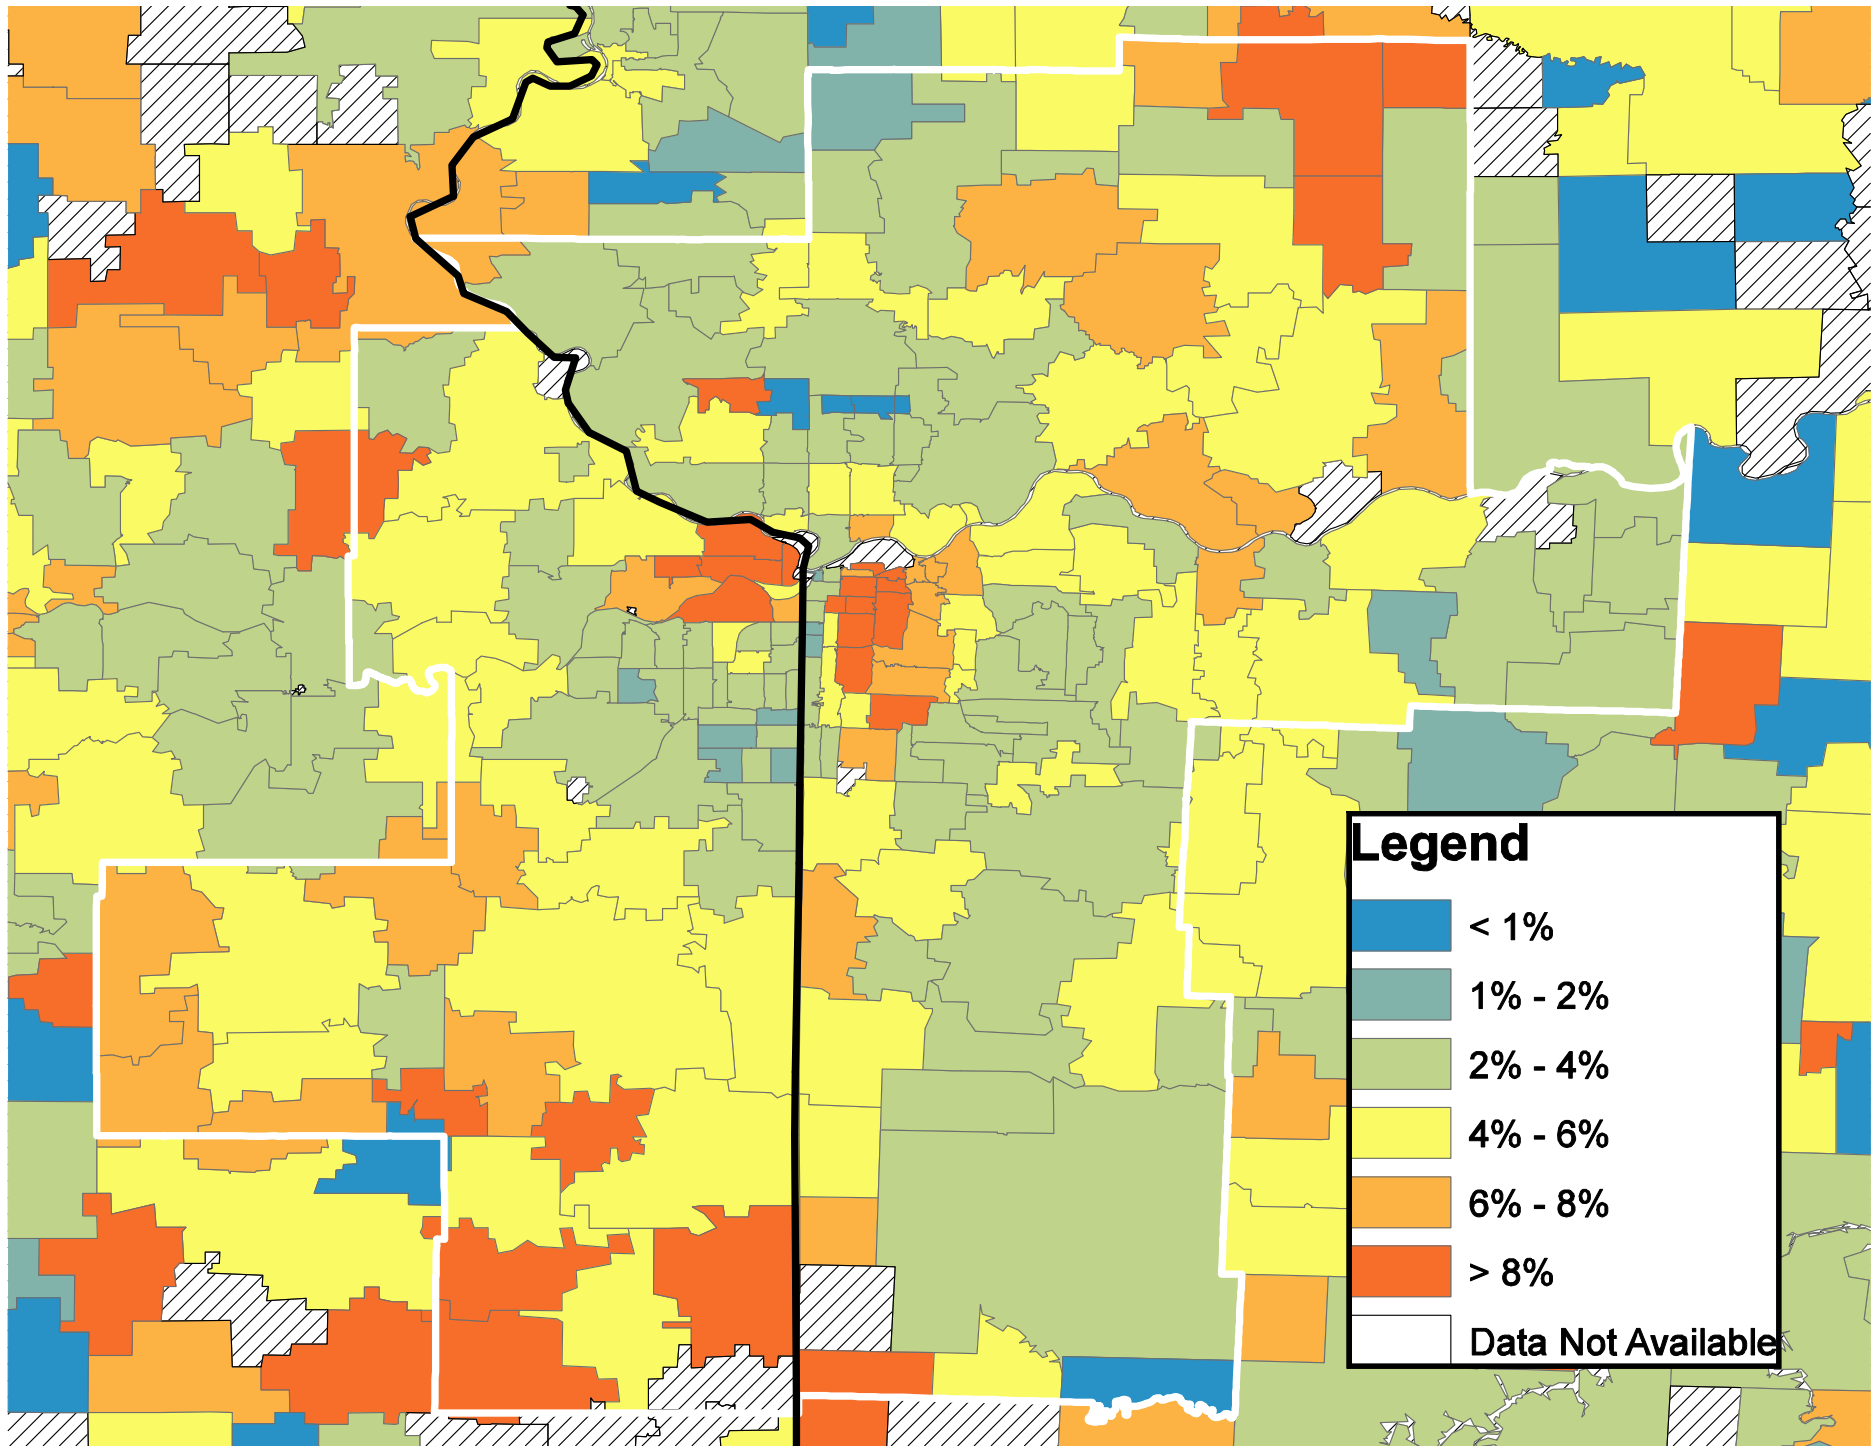 Legend
< 1%
1% - 2%
2% - 4%
4% - 6%
6% - 8%
> 8%
Data Not Available